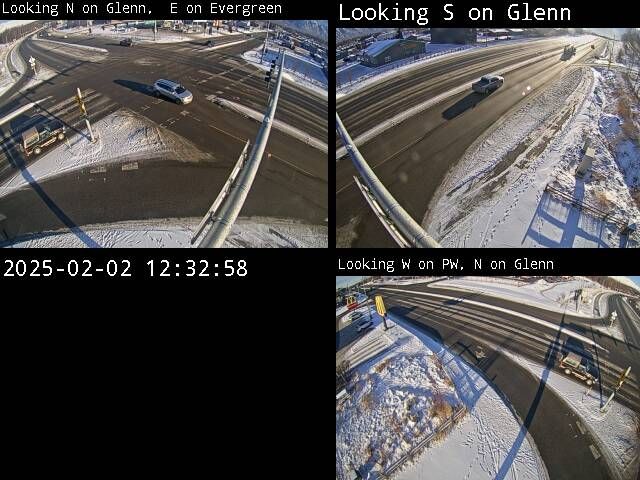 Looking N on Glenn,  E on Evergreen
Looking S on Glenn
2025-02-02 12:32:58
Looking W on PW, N on Glenn